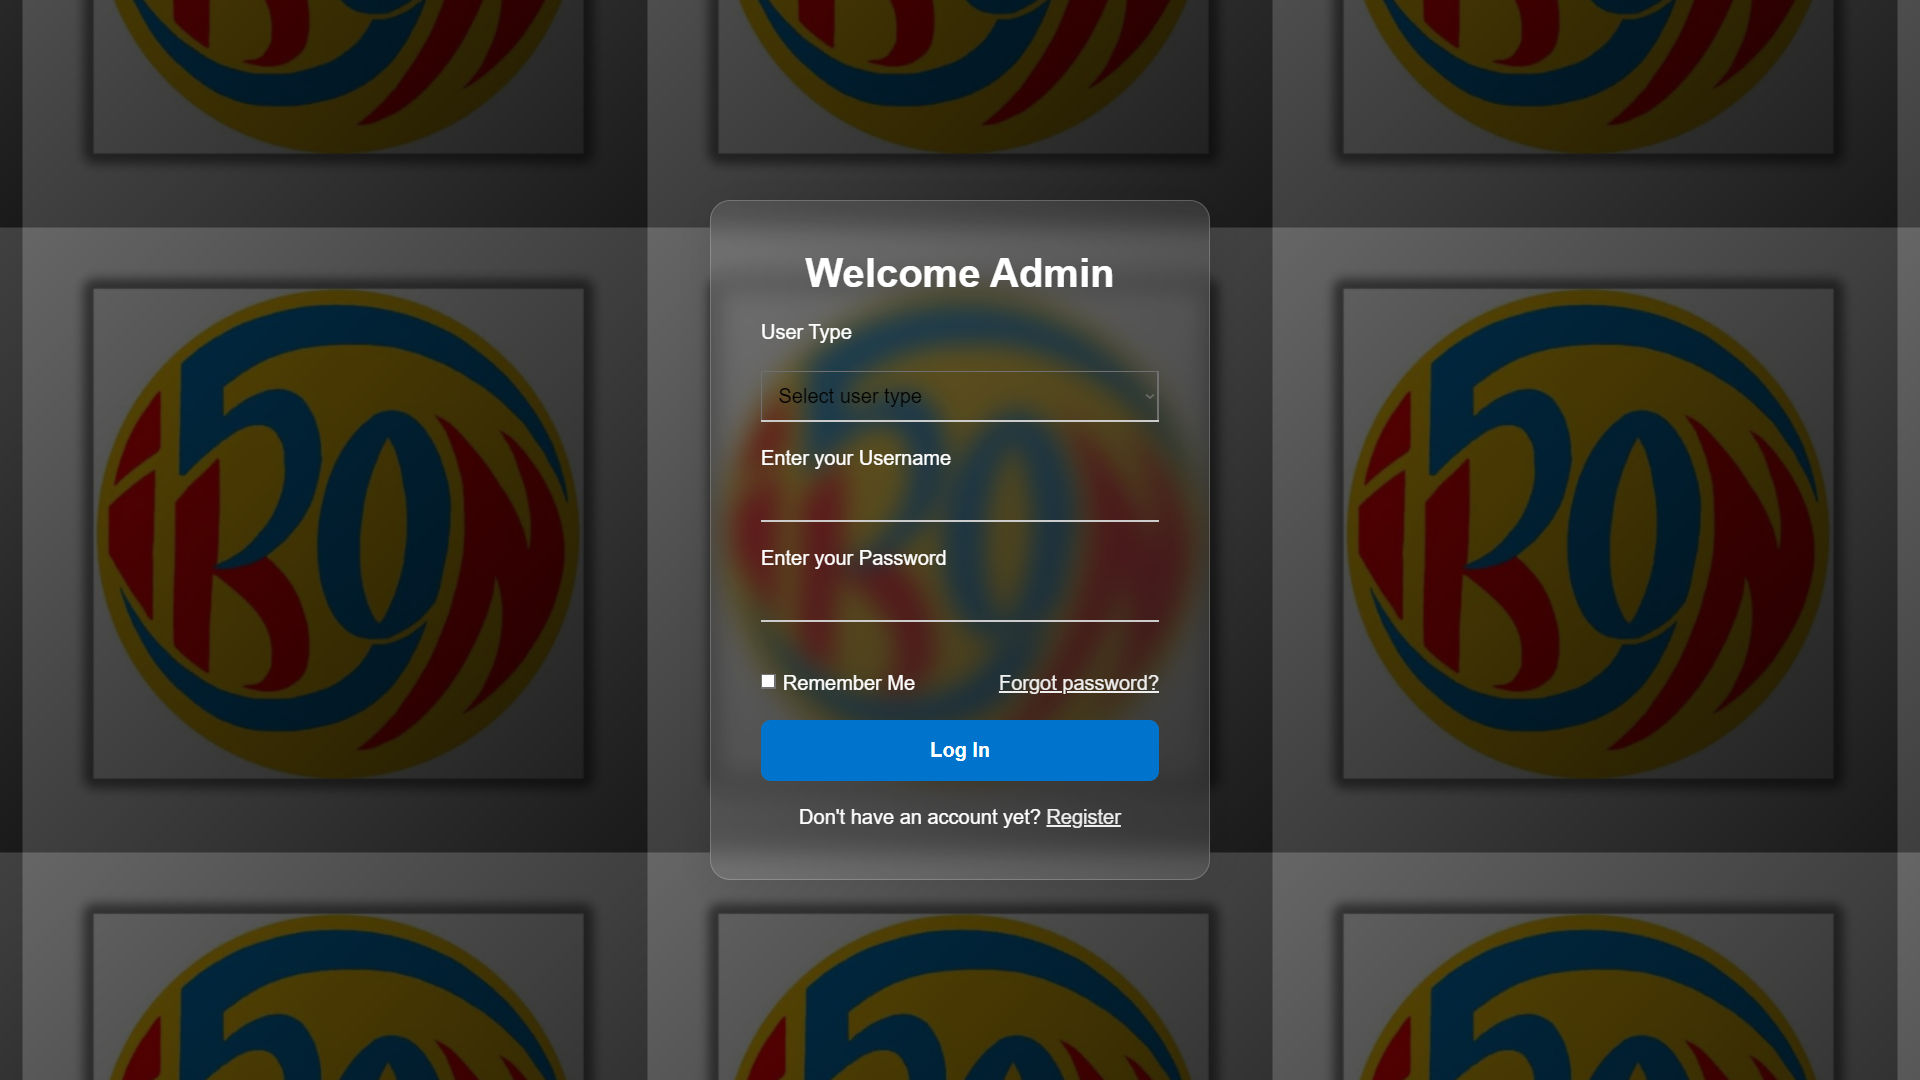 Welcome Admin
User Type
Select user type
Enter your Username
Enter your Password
Remember Me
Forgot password?
Log In
Don't have an account yet? Register